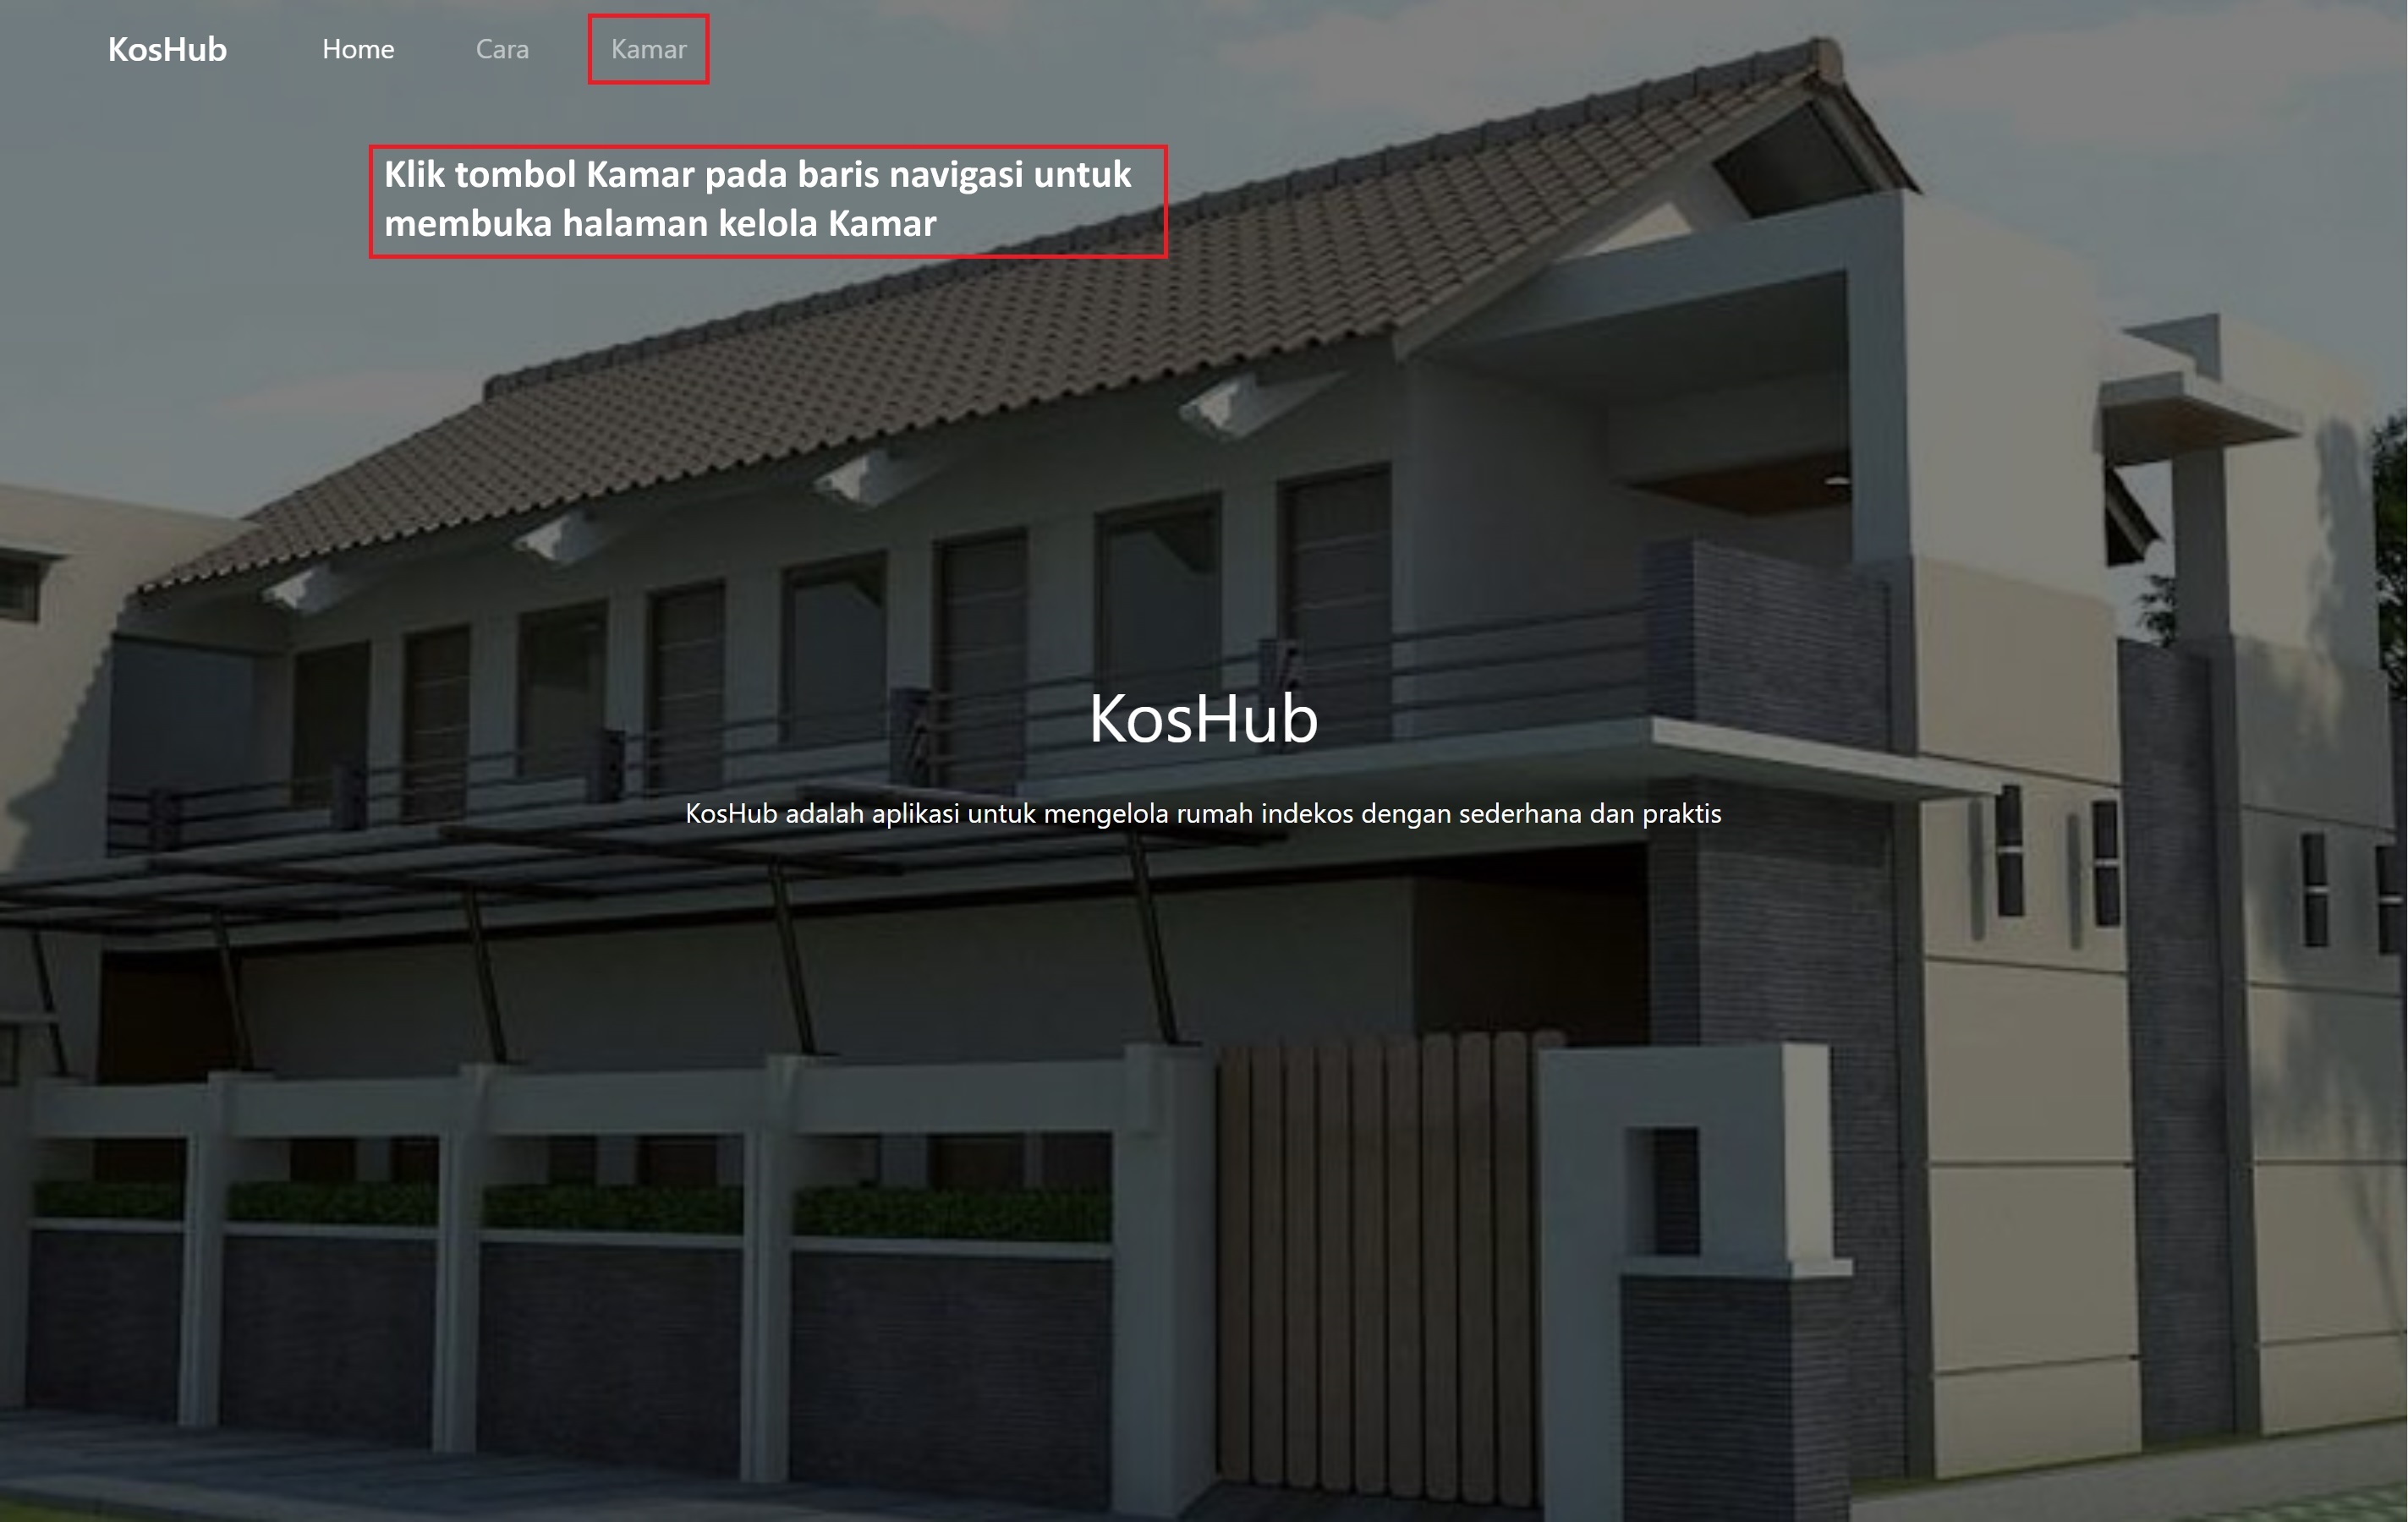 KosHub Home Cara Kamar
Klik tombol Kamar pada baris navigasi untuk
membuka halaman kelola Kamar
KosHub
KosHub adalah aplikasi untuk mengelola rumah indekos dengan sederhana dan praktis